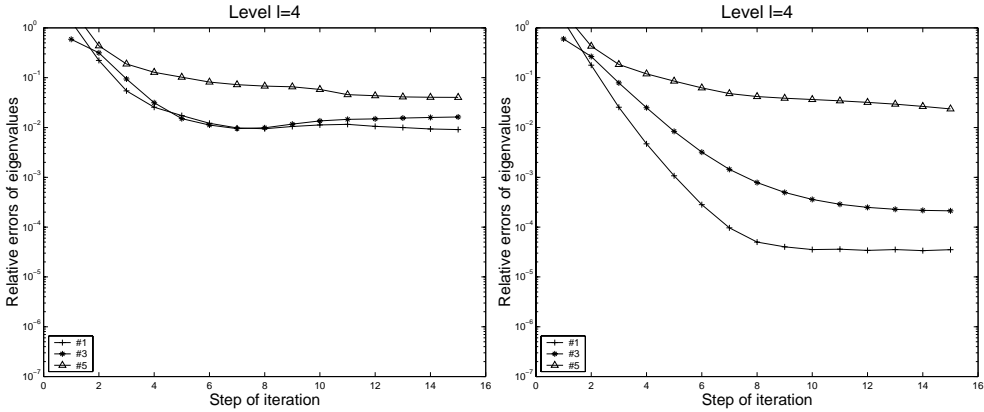 Level l=4
Relative errors of eigenvalues
10^0
10^-1
10^-2
10^-3
10^-4
10^-5
10^-6
10^-7
#1
#3
#5
0 2 4 6 8 10 12 14 16
Step of iteration
Level l=4
Relative errors of eigenvalues
10^0
10^-1
10^-2
10^-3
10^-4
10^-5
10^-6
10^-7
#1
#3
#5
0 2 4 6 8 10 12 14 16
Step of iteration